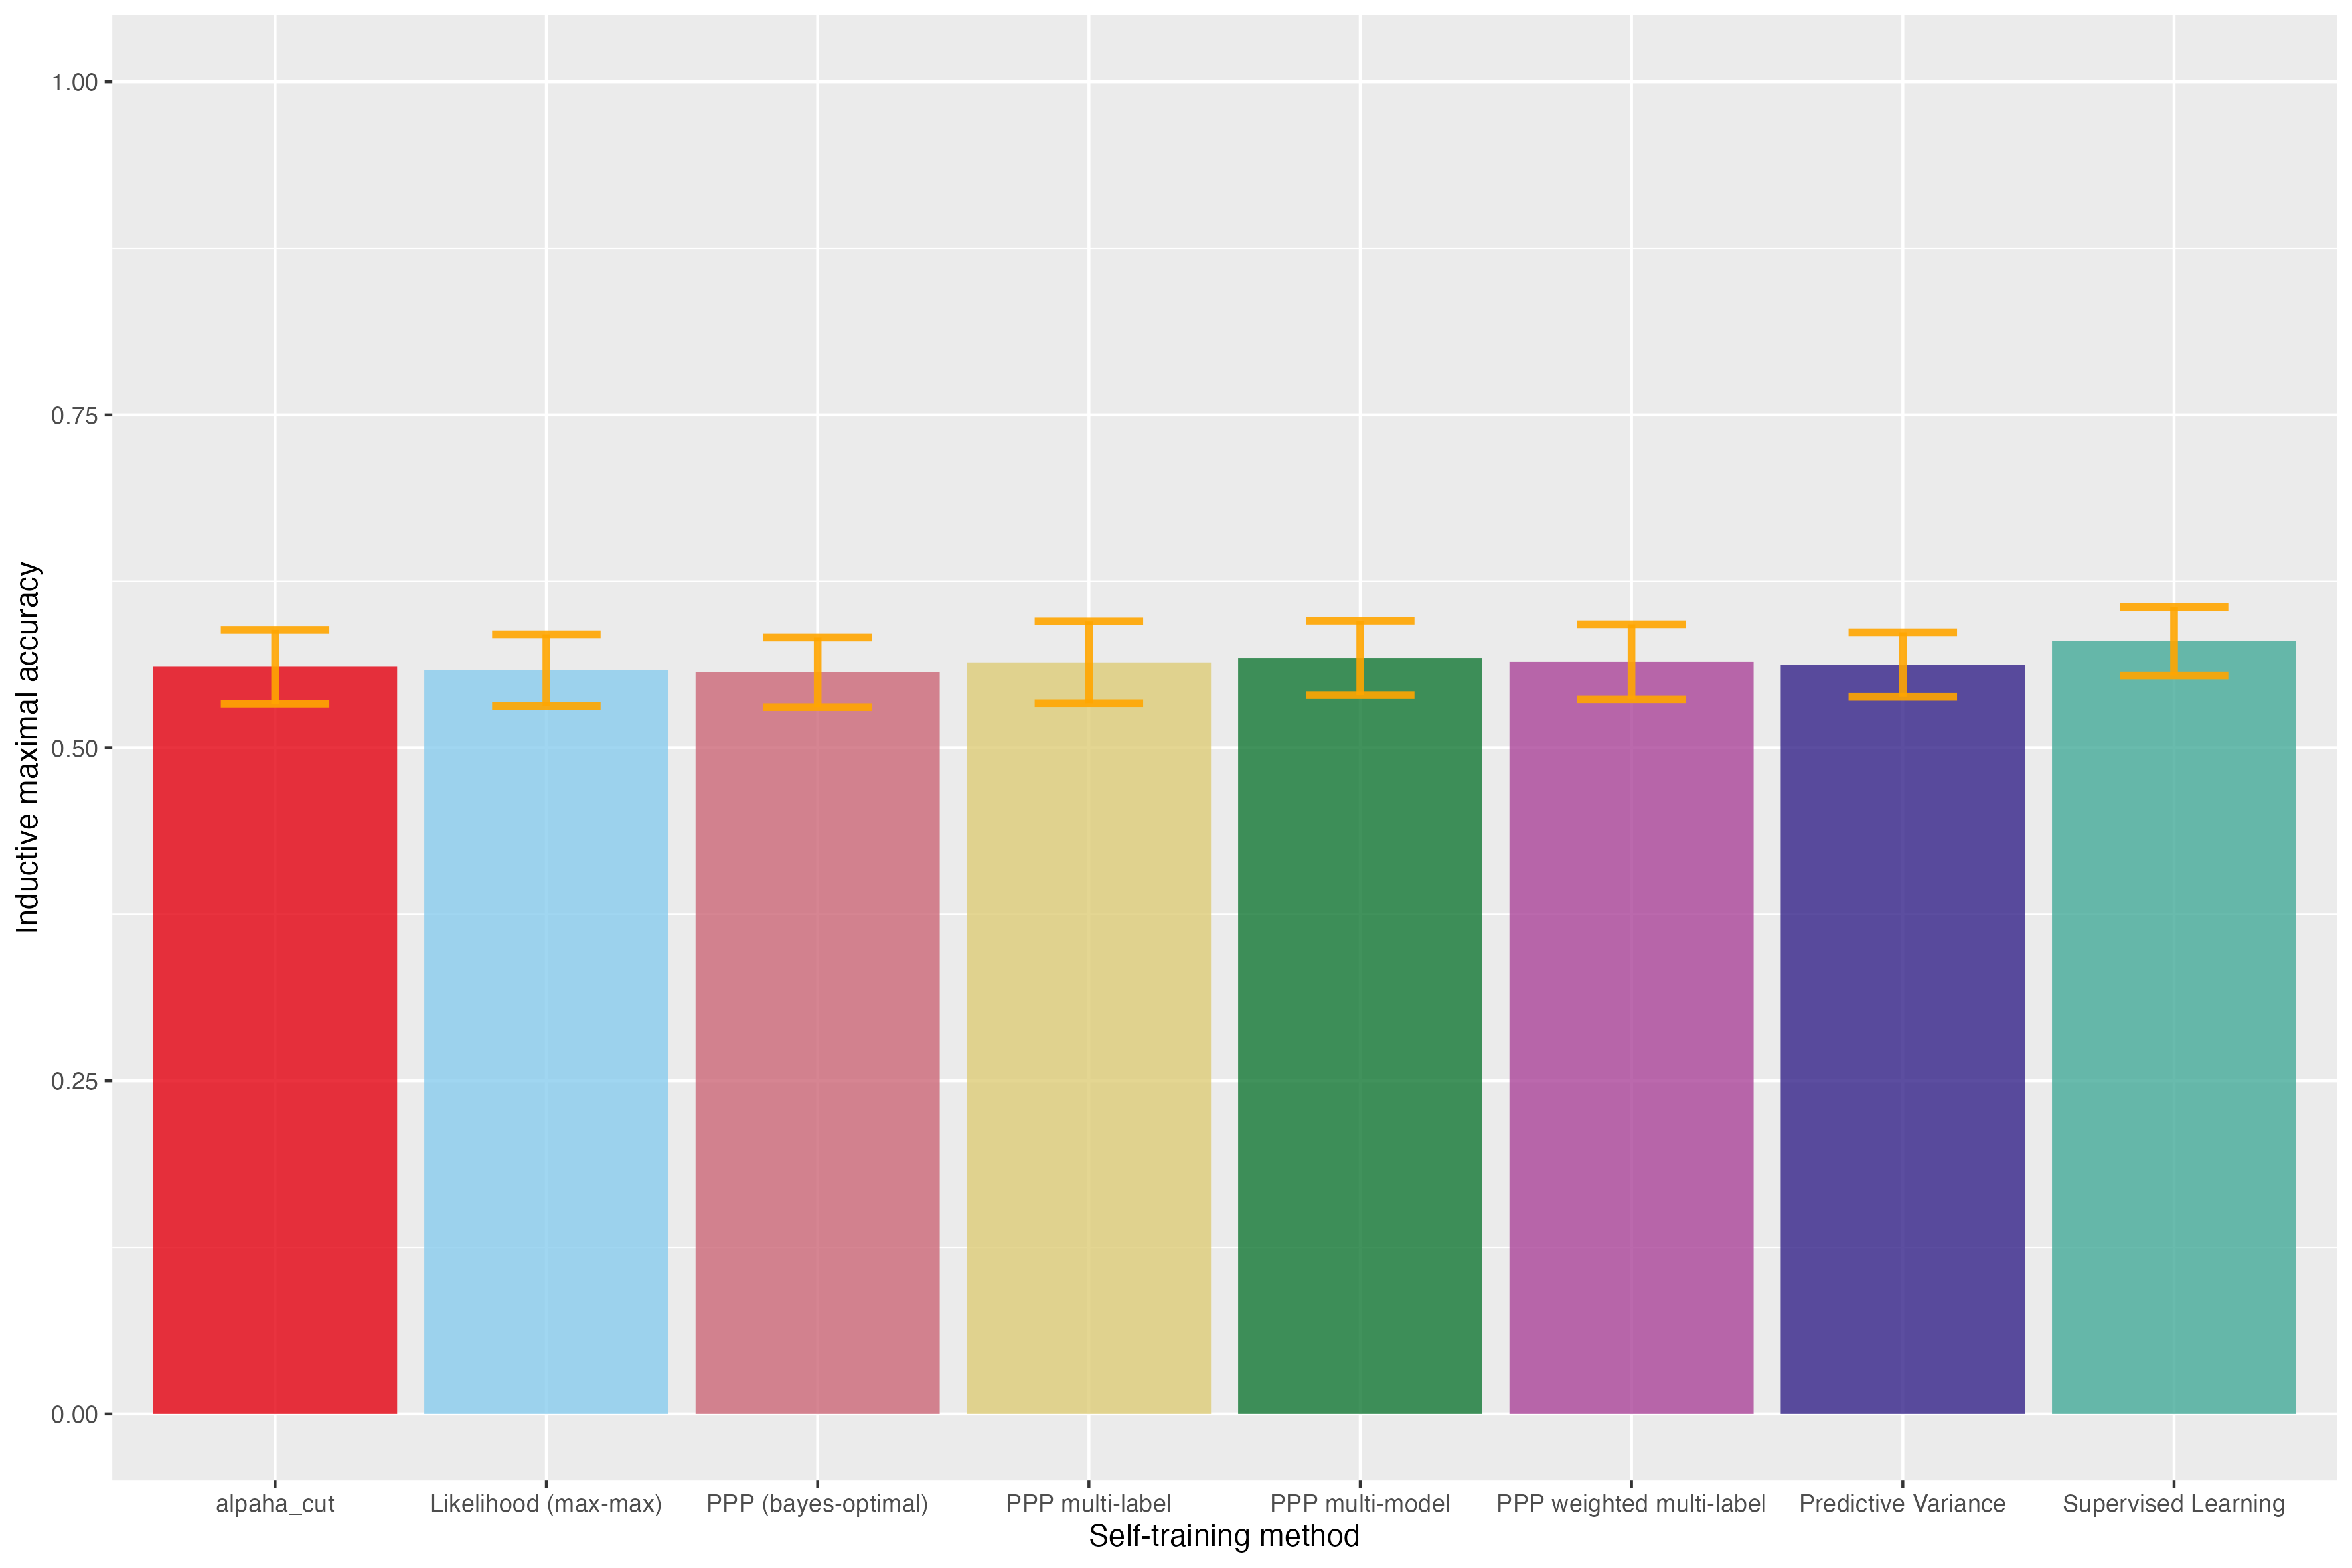 Inductive maximal accuracy
1.00
0.75
0.50
0.25
0.00
alpaha_cut Likelihood (max-max) PPP (bayes-optimal) PPP multi-label PPP multi-model PPP weighted multi-label Predictive Variance Supervised Learning
Self-training method